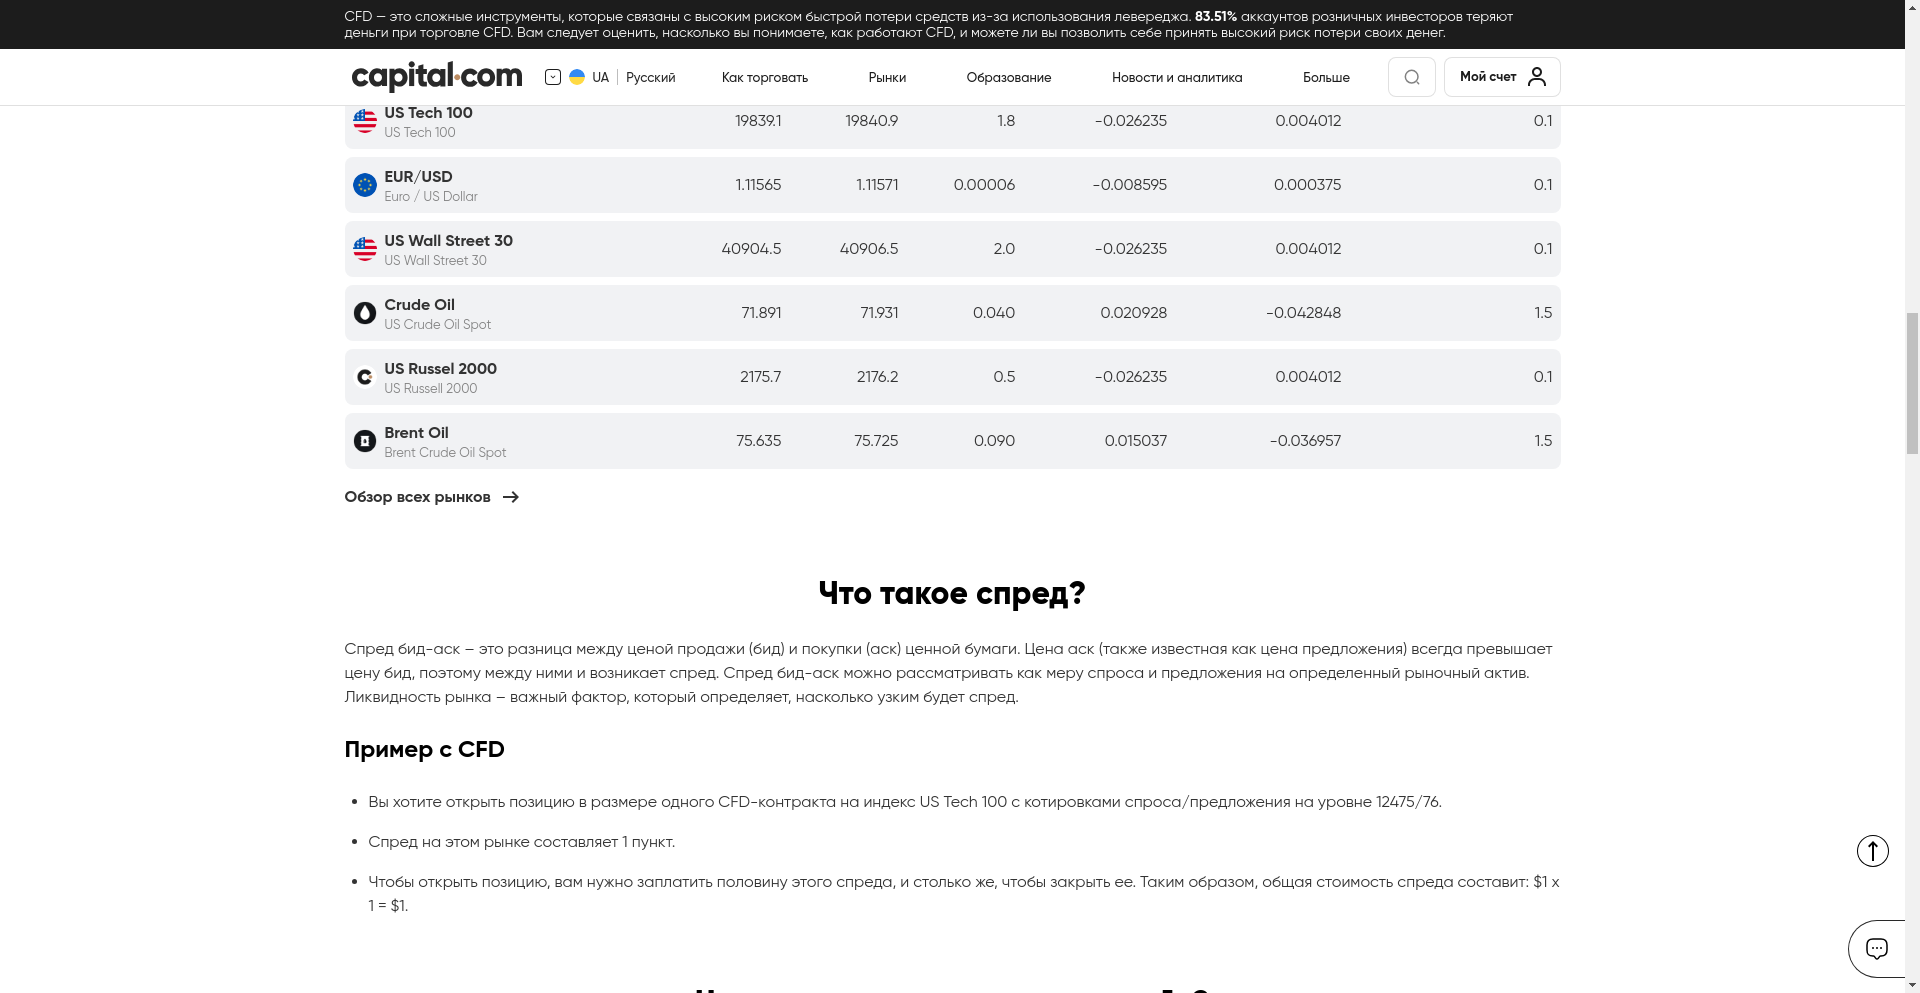 CFD — это сложные инструменты, которые связаны с высоким риском быстрой потери средств из-за использования левереджа. 83.51% аккаунтов розничных инвесторов теряют
деньги при торговле CFD. Вам следует оценить, насколько вы понимаете, как работают CFD, и можете ли вы позволить себе принять высокий риск потери своих денег.
capital.com UA Русский Как торговать Рынки Образование Новости и аналитика Больше Мой счет
US Tech 100
US Tech 100
19839.1 19840.9 1.8 -0.026235 0.004012 0.1
EUR/USD
Euro / US Dollar
1.11565 1.11571 0.00006 -0.008595 0.000375 0.1
US Wall Street 30
US Wall Street 30
40904.5 40906.5 2.0 -0.026235 0.004012 0.1
Crude Oil
US Crude Oil Spot
71.891 71.931 0.040 0.020928 -0.042848 1.5
US Russel 2000
US Russell 2000
2175.7 2176.2 0.5 -0.026235 0.004012 0.1
Brent Oil
Brent Crude Oil Spot
75.635 75.725 0.090 0.015037 -0.036957 1.5
Обзор всех рынков
Что такое спред?
Спред бид-аск – это разница между ценой продажи (бид) и покупки (аск) ценной бумаги. Цена аск (также известная как цена предложения) всегда превышает
цену бид, поэтому между ними и возникает спред. Спред бид-аск можно рассматривать как меру спроса и предложения на определенный рыночный актив.
Ликвидность рынка – важный фактор, который определяет, насколько узким будет спред.
Пример с CFD
Вы хотите открыть позицию в размере одного CFD-контракта на индекс US Tech 100 с котировками спроса/предложения на уровне 12475/76.
Спред на этом рынке составляет 1 пункт.
Чтобы открыть позицию, вам нужно заплатить половину этого спреда, и столько же, чтобы закрыть ее. Таким образом, общая стоимость спреда составит: $1 x
1 = $1.